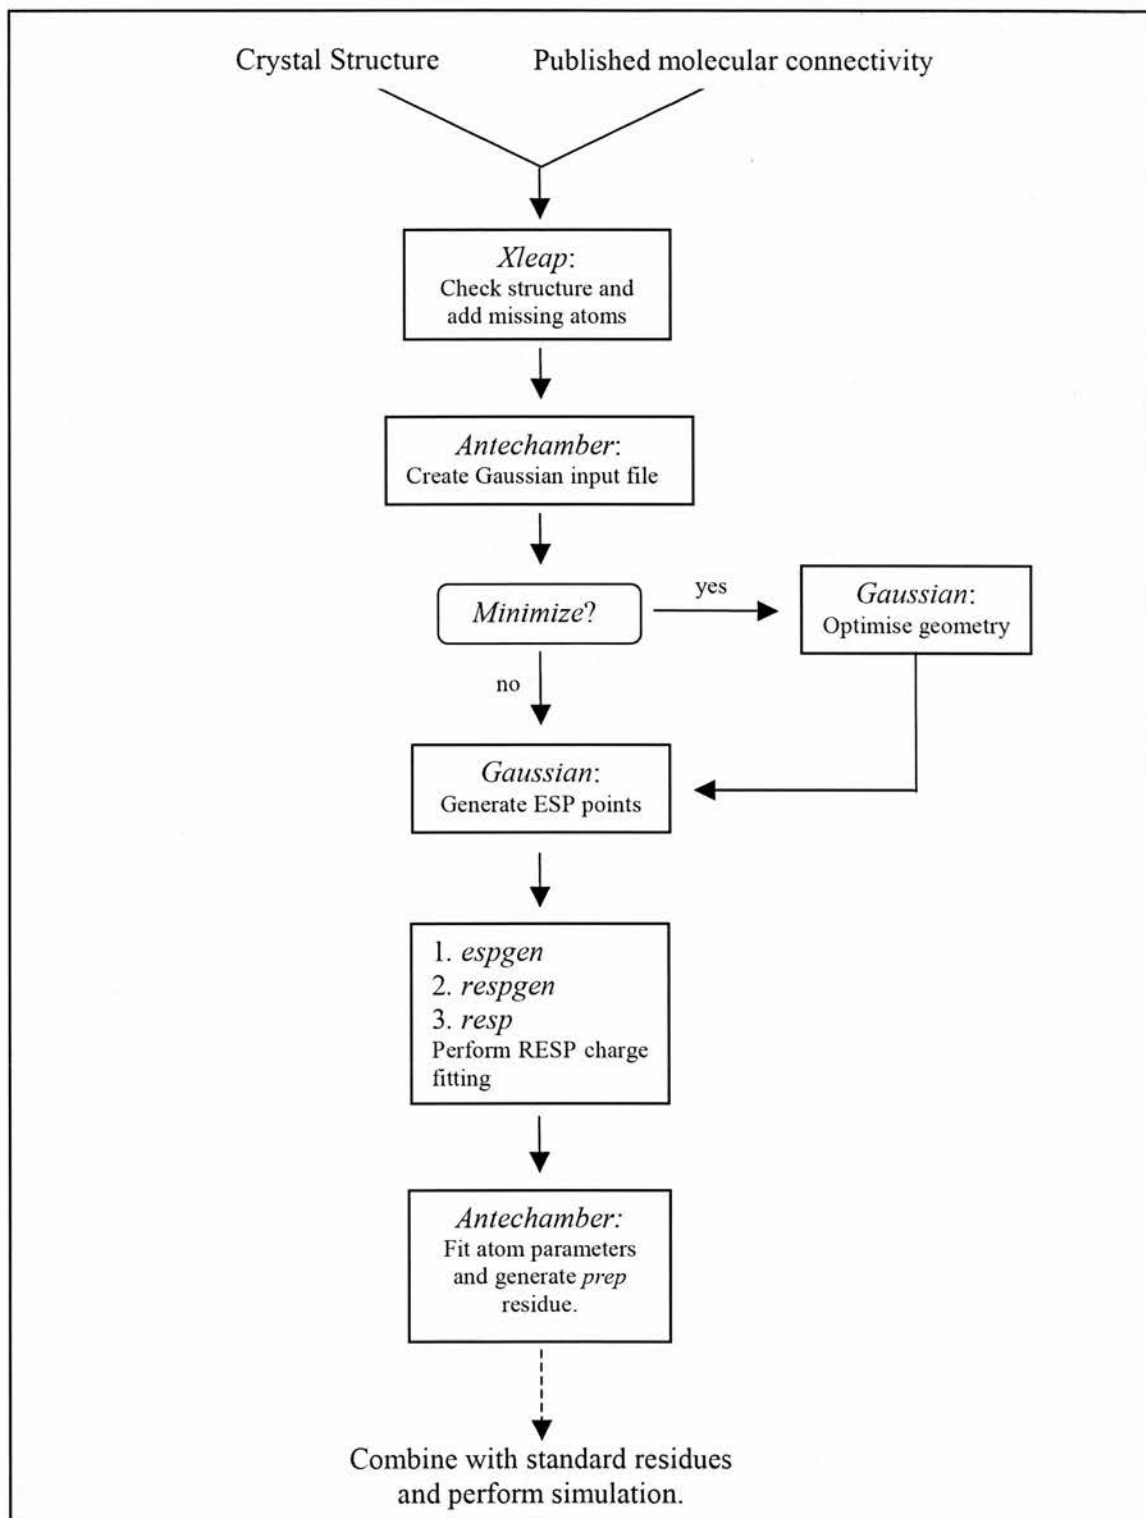 Crystal Structure
Published molecular connectivity
Xleap:
Check structure and
add missing atoms
Antechamber:
Create Gaussian input file
Minimize?
yes
Gaussian:
Optimise geometry
no
Gaussian:
Generate ESP points
1. espgen
2. respgen
3. resp
Perform RESP charge
fitting
Antechamber:
Fit atom parameters
and generate prep
residue.
Combine with standard residues
and perform simulation.